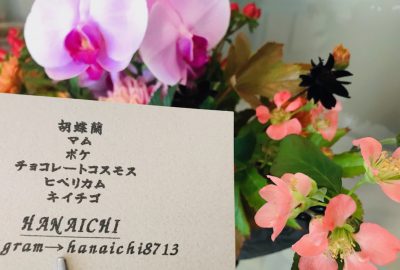 胡蝶蘭
マム
ボケ
チョコレートコスモス
ヒペリカム
キイチゴ
HANAICHI
gram→hanaichi8713